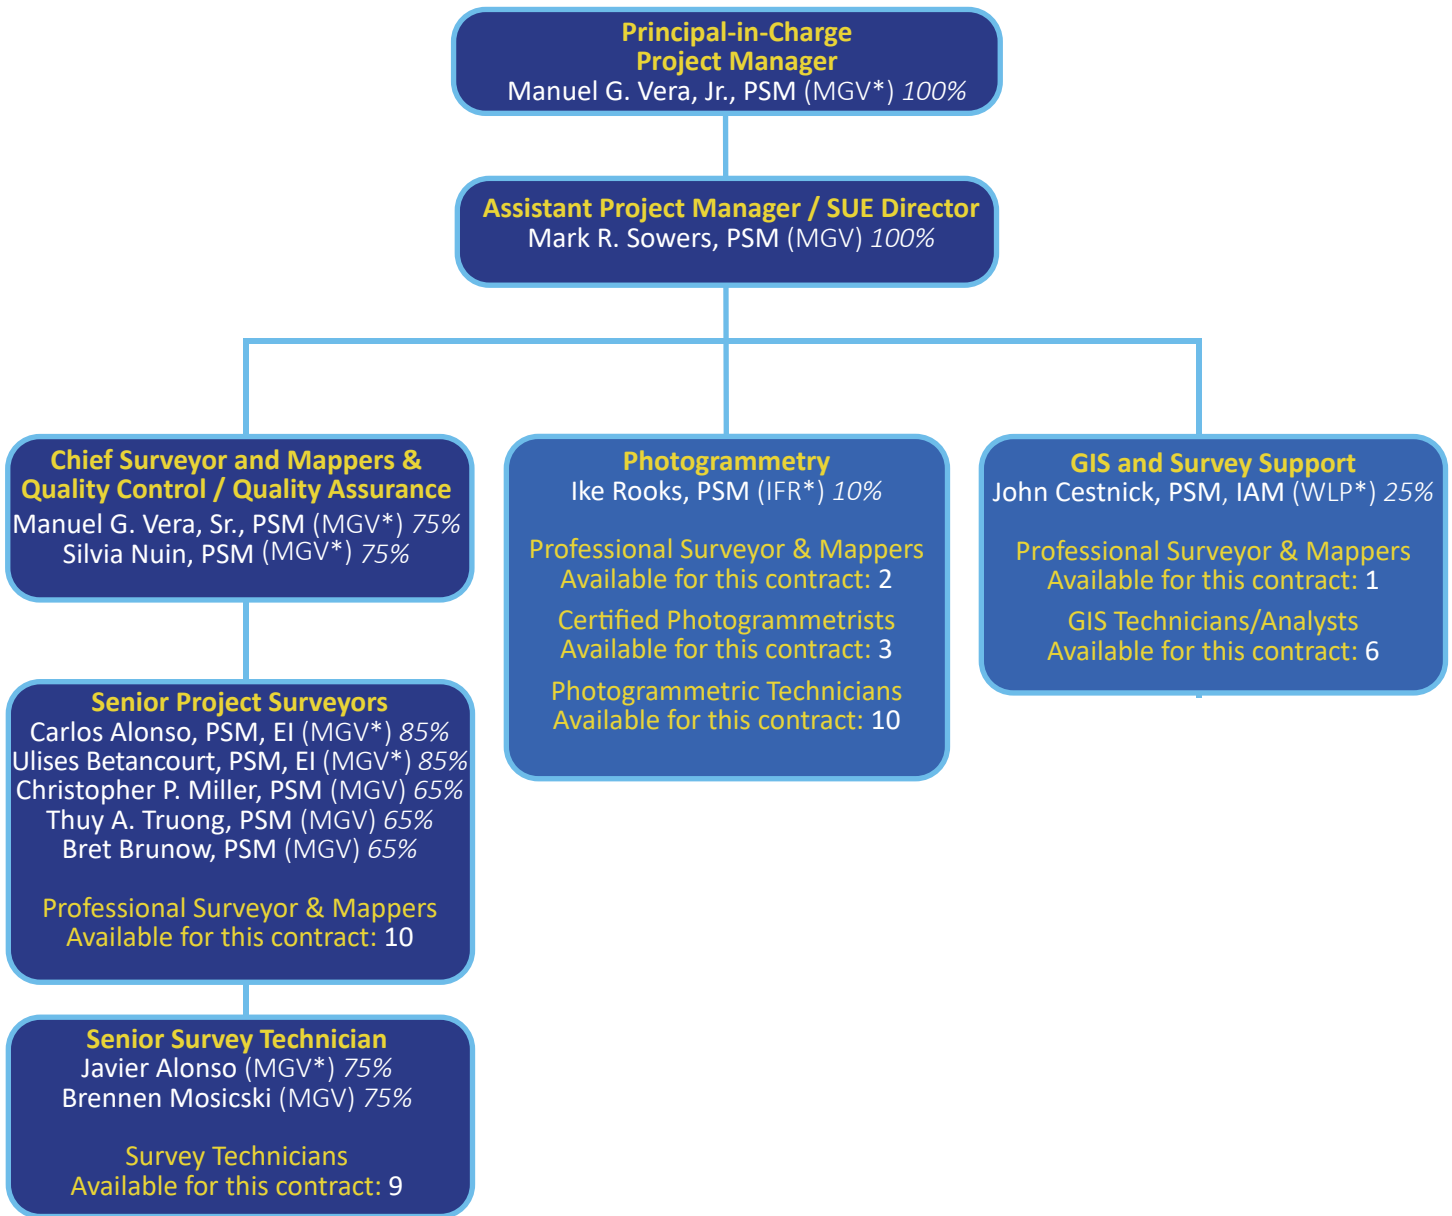 Principal-in-Charge
Project Manager
Manuel G. Vera, Jr., PSM (MGV*) 100%
Assistant Project Manager / SUE Director
Mark R. Sowers, PSM (MGV) 100%
Chief Surveyor and Mappers &
Quality Control / Quality Assurance
Manuel G. Vera, Sr., PSM (MGV*) 75%
Silvia Nuin, PSM (MGV*) 75%
Senior Project Surveyors
Carlos Alonso, PSM, EI (MGV*) 85%
Ulises Betancourt, PSM, EI (MGV*) 85%
Christopher P. Miller, PSM (MGV) 65%
Thuy A. Truong, PSM (MGV) 65%
Bret Brunow, PSM (MGV) 65%
Professional Surveyor & Mappers
Available for this contract: 10
Senior Survey Technician
Javier Alonso (MGV*) 75%
Brennen Mosicski (MGV) 75%
Survey Technicians
Available for this contract: 9
Photogrammetry
Ike Rooks, PSM (IFR*) 10%
Professional Surveyor & Mappers
Available for this contract: 2
Certified Photogrammetrists
Available for this contract: 3
Photogrammetric Technicians
Available for this contract: 10
GIS and Survey Support
John Cestnick, PSM, IAM (WLP*) 25%
Professional Surveyor & Mappers
Available for this contract: 1
GIS Technicians/Analysts
Available for this contract: 6